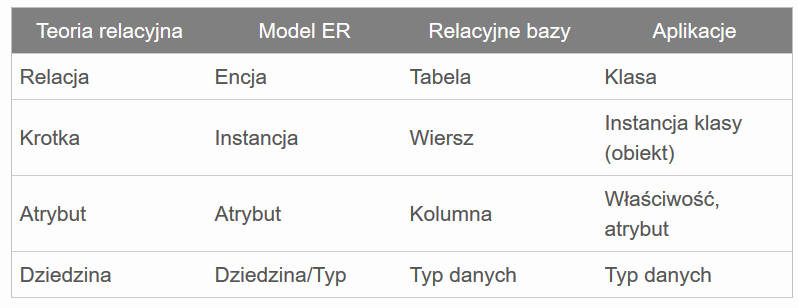 Teoria relacyjna Model ER Relacyjne bazy Aplikacje
Relacja Encja Tabela Klasa
Krotka Instancja Wiersz Instancja klasy
(obiekt)
Atrybut Atrybut Kolumna Właściwość,
atrybut
Dziedzina Dziedzina/Typ Typ danych Typ danych